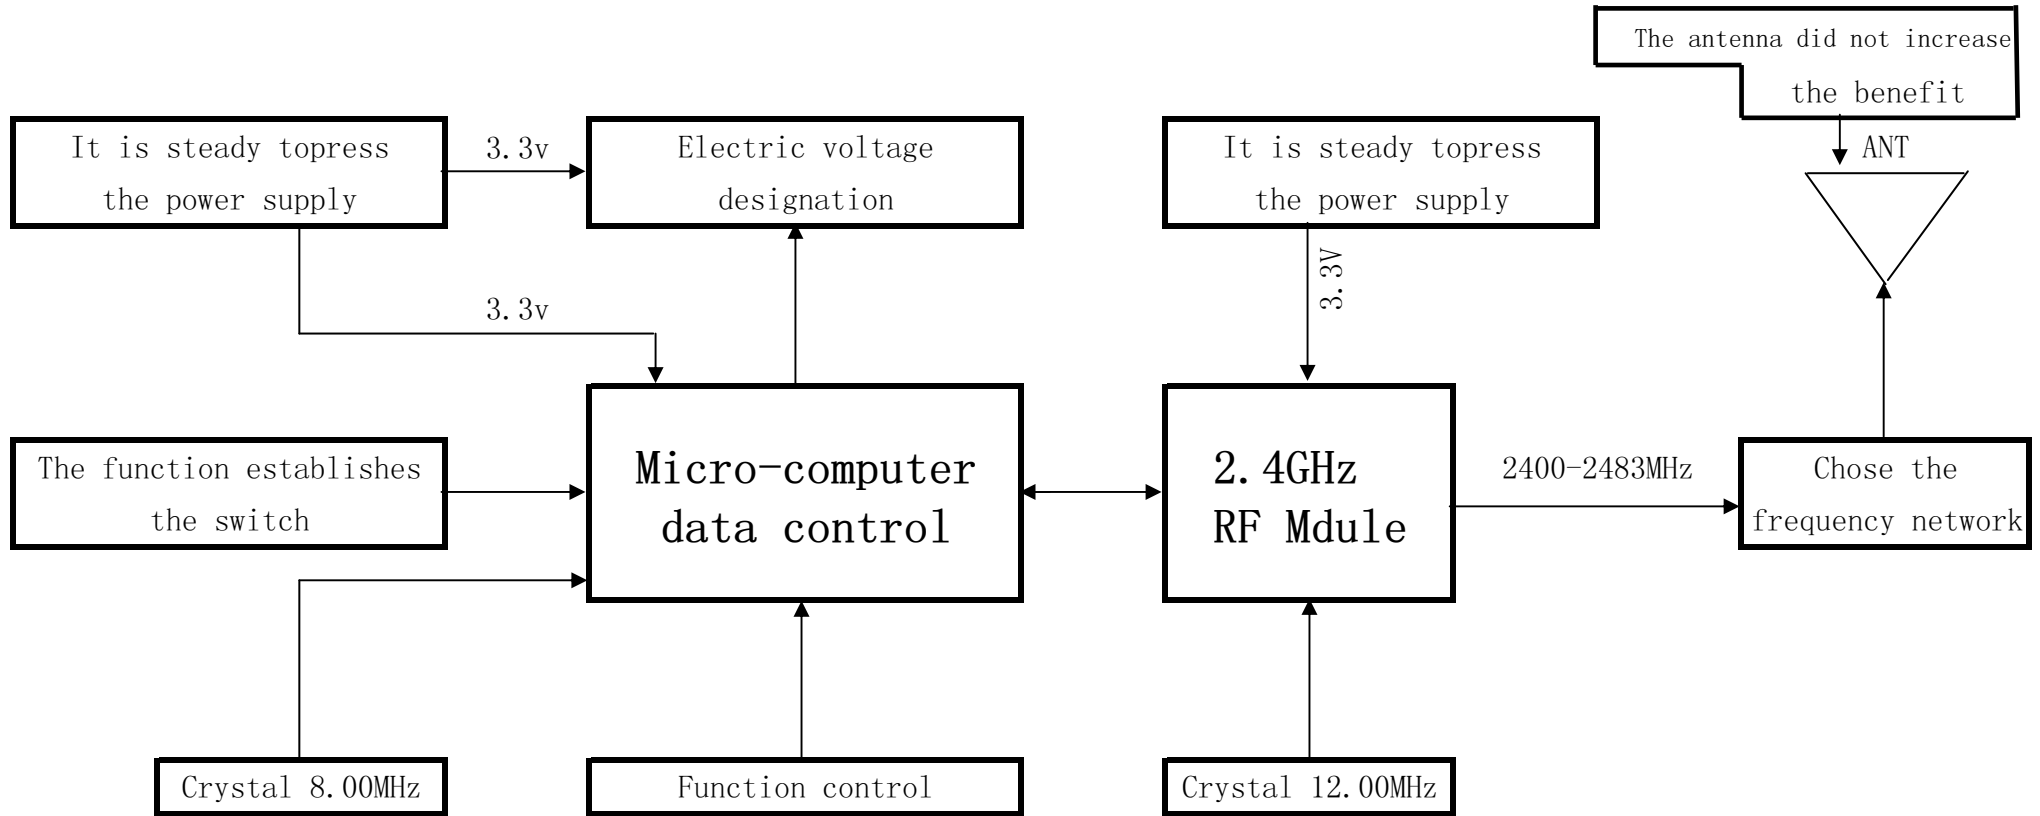 The antenna did not increase
the benefit
It is steady topress
the power supply
3.3v
Electric voltage
designation
It is steady topress
the power supply
ANT
3.3V
3.3v
The function establishes
the switch
Micro-computer
data control
2.4GHz
RF Mdule
2400-2483MHz
Chose the
frequency network
Crystal 8.00MHz
Function control
Crystal 12.00MHz